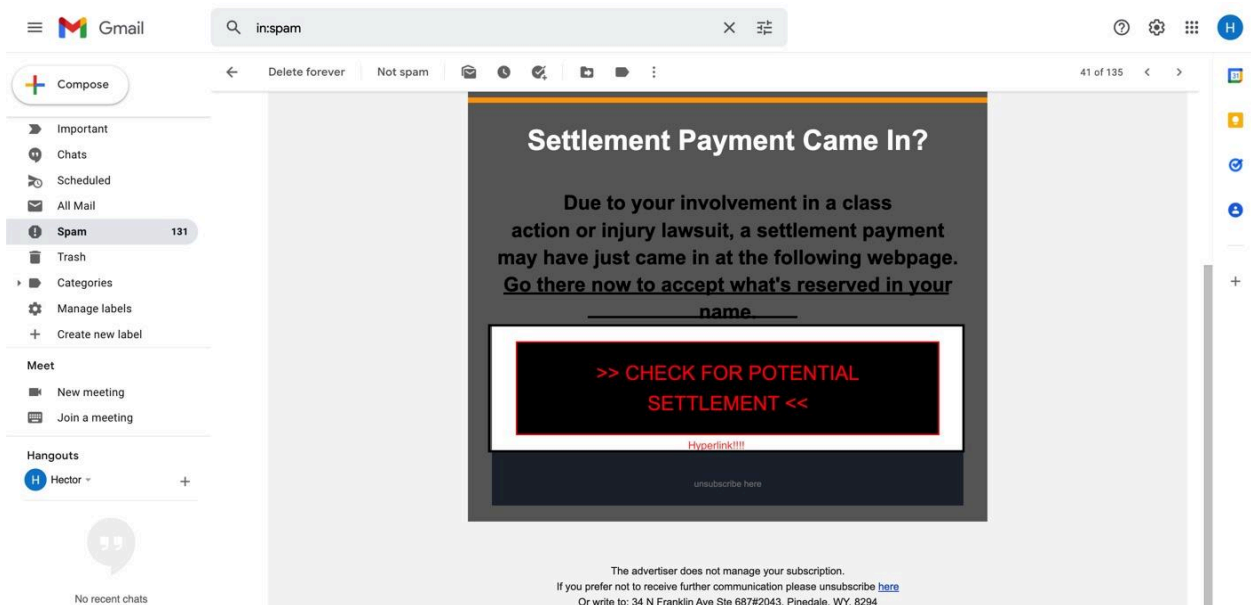 Gmail
in:spam
H
Compose
Delete forever
Not spam
41 of 135
31
Important
Chats
Scheduled
All Mail
Spam 131
Trash
Categories
Manage labels
Create new label
Meet
New meeting
Join a meeting
Hangouts
H Hector
No recent chats
Settlement Payment Came In?
Due to your involvement in a class
action or injury lawsuit, a settlement payment
may have just came in at the following webpage.
Go there now to accept what's reserved in your
name.
>> CHECK FOR POTENTIAL
SETTLEMENT <<
Hyperlink!!!!
unsubscribe here
The advertiser does not manage your subscription.
If you prefer not to receive further communication please unsubscribe here
Or write to: 34 N Franklin Ave Ste 687#2043, Pinedale, WY, 8294